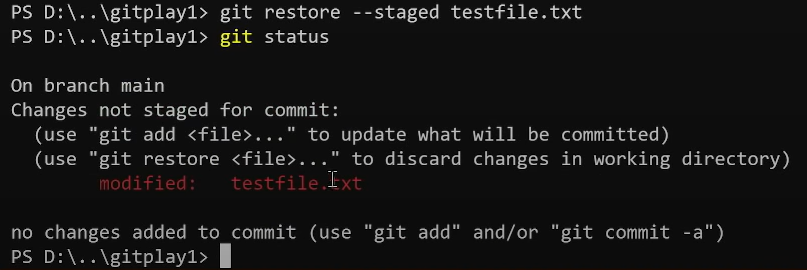 PS D:\..\gitplay1> git restore --staged testfile.txt
PS D:\..\gitplay1> git status
On branch main
Changes not staged for commit:
(use "git add <file>..." to update what will be committed)
(use "git restore <file>..." to discard changes in working directory)
modified: testfile.txt
no changes added to commit (use "git add" and/or "git commit -a")
PS D:\..\gitplay1>